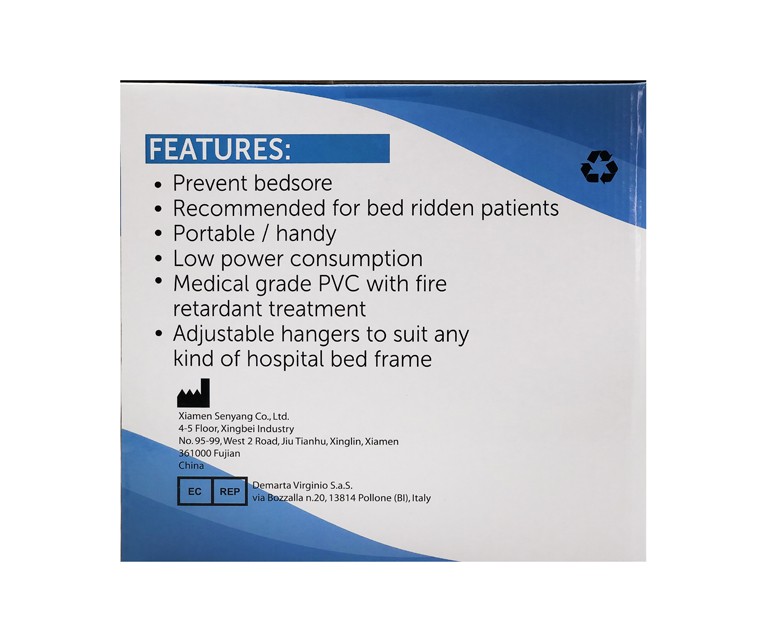 FEATURES:
• Prevent bedsore
• Recommended for bed ridden patients
• Portable / handy
• Low power consumption
• Medical grade PVC with fire
retardant treatment
• Adjustable hangers to suit any
kind of hospital bed frame
Xiamen Senyang Co., Ltd.
4-5 Floor, Xingbei Industry
No. 95-99, West 2 Road, Jiu Tianhu, Xinglin, Xiamen
361000 Fujian
China
EC REP Demarta Virginio S.a.S.
via Bozzalla n.20, 13814 Pollone (BI), Italy